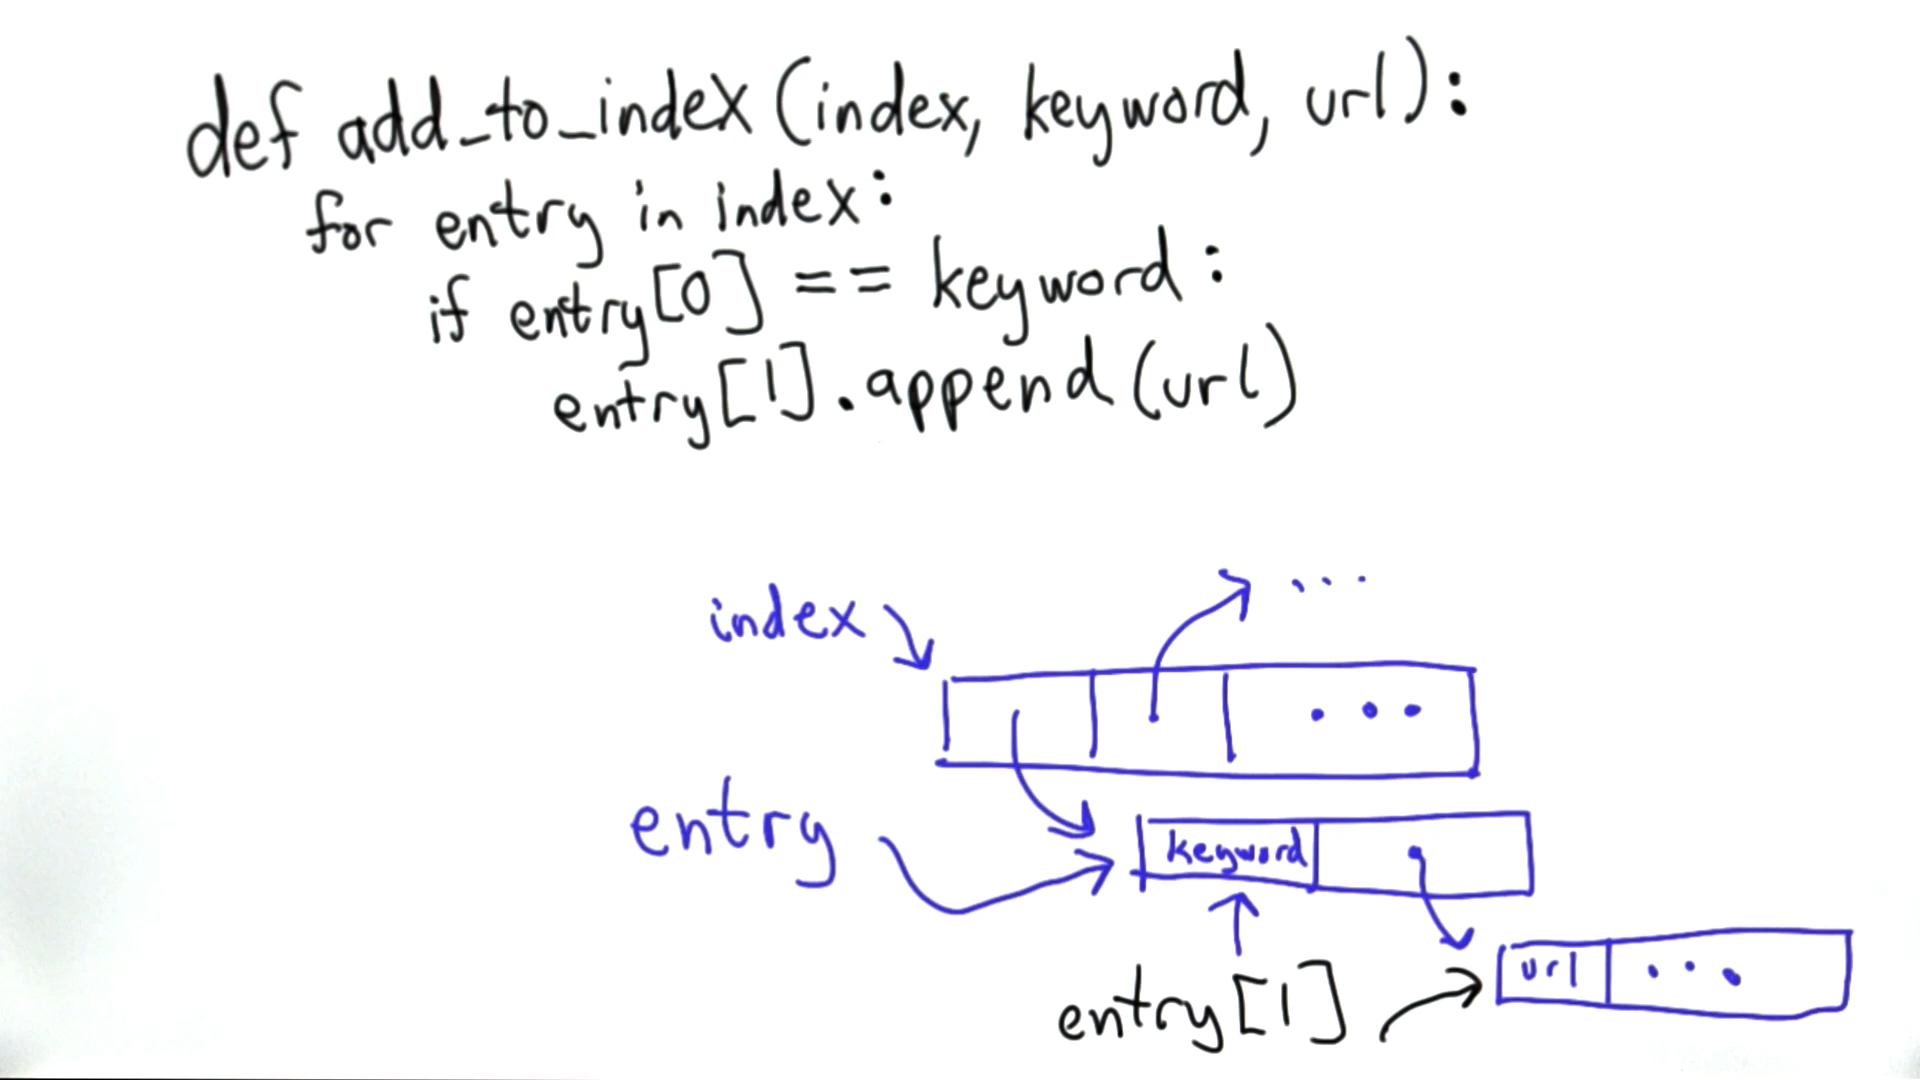 def add_to_index(index, keyword, url):
for entry in index:
if entry[0] == keyword:
entry[1].append(url)
index
...
...
entry
keyword
url ...
entry[1]